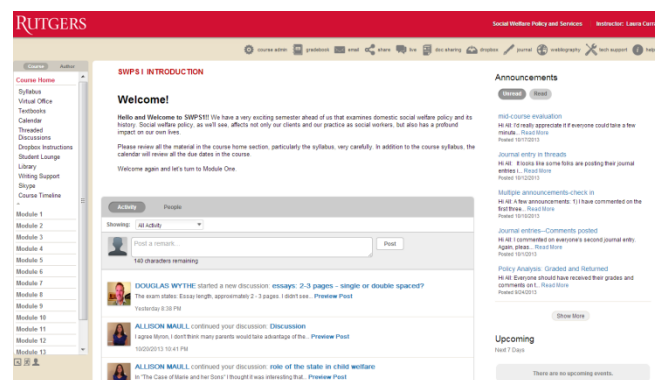 RUTGERS
Social Welfare Policy and Services Instructor: Laura Curra
course admin gradebook email share live doc sharing dropbox journal webliography tech support help
Course Author
Course Home
Syllabus
Virtual Office
Textbooks
Calendar
Threaded
Discussions
Dropbox Instructions
Student Lounge
Library
Writing Support
Skype
Course Timeline
Module 1
Module 2
Module 3
Module 4
Module 5
Module 6
Module 7
Module 8
Module 9
Module 10
Module 11
Module 12
Module 13
SWPS I INTRODUCTION
Welcome!
Hello and Welcome to SWPS1!! We have a very exciting semester ahead of us that examines domestic social welfare policy and its
history. Social Welfare policy, as we'll see, affects not only our clients and our practice as social workers, but also has a profound
impact on our own lives.
Please review all the material in the course home section, particularly the syllabus, very carefully. In addition to the course syllabus, the
calendar will review all the due dates in the course.
Welcome again and let's turn to Module One
Activity People
Showing: All Activity
Post a remark...
Post
140 characters remaining
DOUGLAS WYTHE started a new discussion: essays: 2-3 pages - single or double spaced?
The exam states: Essay length, approximately 2 - 3 pages. I didn't see... Preview Post
Yesterday 8:38 PM
ALLISON MAULL continued your discussion: Discussion
I agree Myron, I don't think many parents would take advantage of the... Preview Post
10/20/2013 10:41 PM
ALLISON MAULL continued your discussion: role of the state in child welfare
In "The Case of Marie and her Sons" I thought it was interesting that... Preview Post
Announcements
Unread Read
mid-course evaluation
Hi All: I'd really appreciate it if everyone could take a few
minute... Read More
Posted 10/17/2013
Journal entry in threads
Hi All: It looks like some folks are posting their journal
entries i... Read More
Posted 10/12/2013
Multiple announcements-check in
Hi All: A few announcements: 1) I have commented on the
first three... Read More
Posted 10/10/2013
Journal entries--Comments posted
Hi All: I commented on everyone's second journal entry.
Again, pleas... Read More
Policy Analysis: Graded and Returned
Hi All: Everyone should have received their grades and
comments on t... Read More
Posted 9/24/2013
Show More
Upcoming
Next 7 Days
There are no upcoming events.